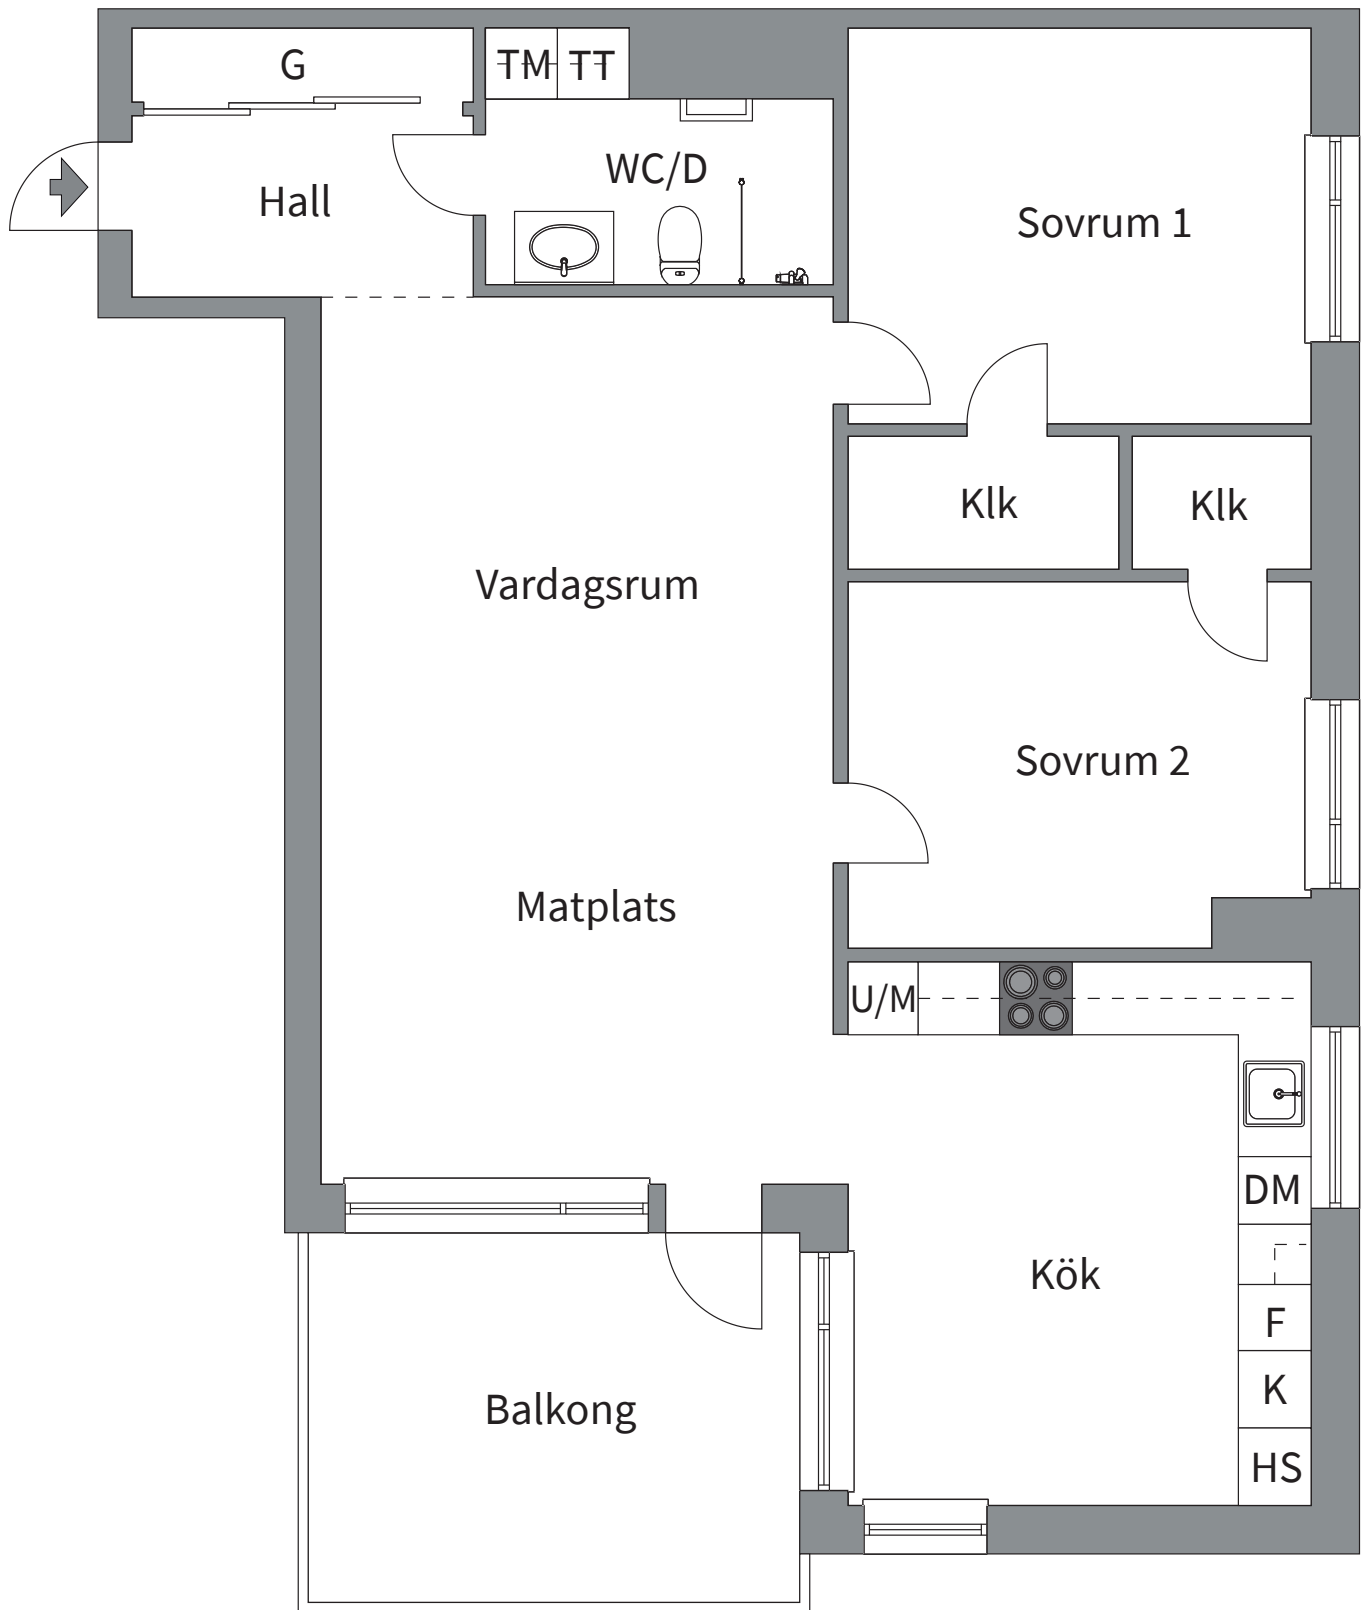 G
TM TT
WC/D
Hall
Sovrum 1
Klk
Klk
Vardagsrum
Sovrum 2
Matplats
U/M
DM
Kök
F
K
Balkong
HS